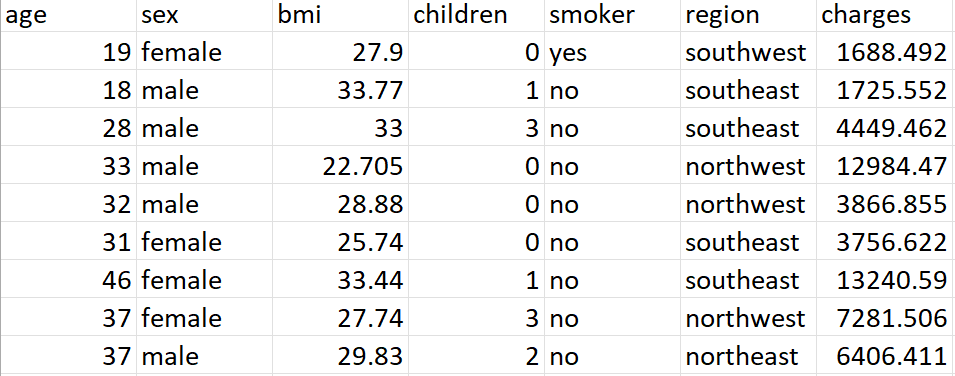 age sex bmi children smoker region charges
19 female 27.9 0 yes southwest 1688.492
18 male 33.77 1 no southeast 1725.552
28 male 33 3 no southeast 4449.462
33 male 22.705 0 no northwest 12984.47
32 male 28.88 0 no northwest 3866.855
31 female 25.74 0 no southeast 3756.622
46 female 33.44 1 no southeast 13240.59
37 female 27.74 3 no northwest 7281.506
37 male 29.83 2 no northeast 6406.411